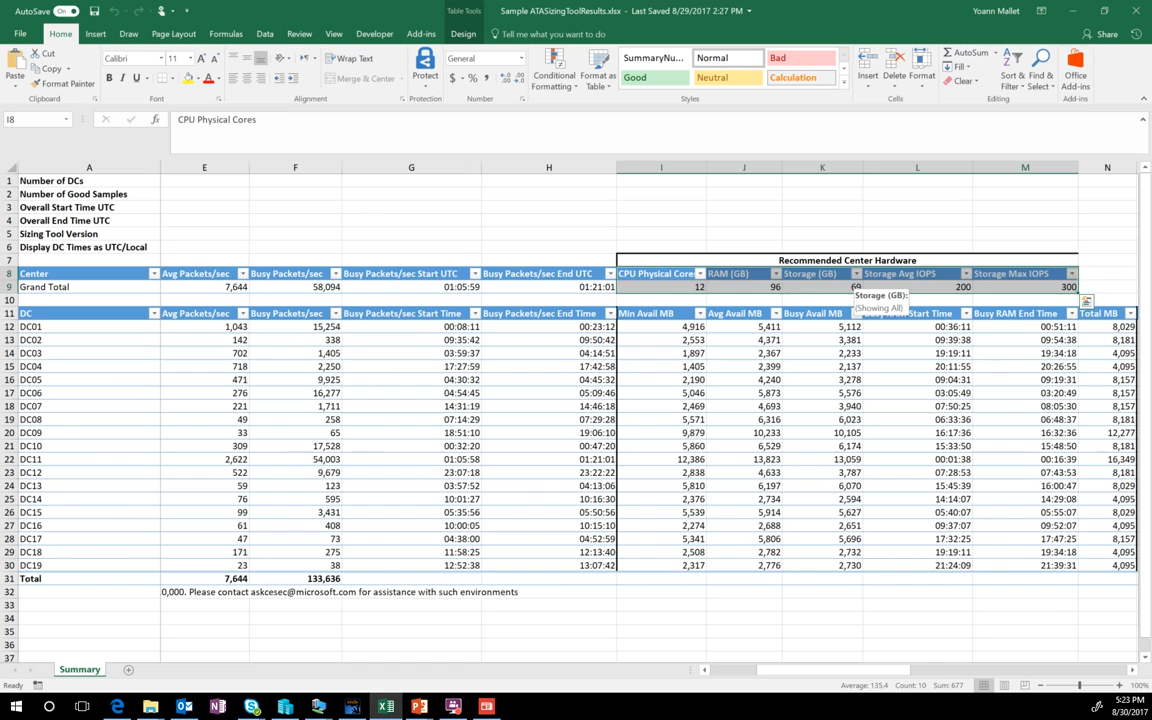 AutoSave On
Table Tools
Sample ATASizingToolResults.xlsx - Last Saved 8/29/2017 2:27 PM
Yoann Mallet
File Home Insert Draw Page Layout Formulas Data Review View Developer Add-ins Design Tell me what you want to do Share
Paste Cut Copy Format Painter
Calibri 11
B I U
Wrap Text
Merge & Center
Protect
General
$ % ,
Conditional Formatting Format as Table
SummaryNu... Normal Bad
Good Neutral Calculation
Insert Delete Format
AutoSum Fill Clear
Sort & Filter Find & Select
Office Add-ins
Clipboard Font Alignment Protection Number Styles Cells Editing Add-ins
I8 fx CPU Physical Cores
A E F G H I J K L M N
1 Number of DCs
2 Number of Good Samples
3 Overall Start Time UTC
4 Overall End Time UTC
5 Sizing Tool Version
6 Display DC Times as UTC/Local
7 Recommended Center Hardware
8 Center Avg Packets/sec Busy Packets/sec Busy Packets/sec Start UTC Busy Packets/sec End UTC CPU Physical Cores RAM (GB) Storage (GB) Storage Avg IOPS Storage Max IOPS
9 Grand Total 7,644 58,094 01:05:59 01:21:01 12 96 69 200 300
10
Storage (GB):
(Showing All)
11 DC Avg Packets/sec Busy Packets/sec Busy Packets/sec Start Time Busy Packets/sec End Time Min Avail MB Avg Avail MB Busy Avail MB Start Time Busy RAM End Time Total MB
12 DC01 1,043 15,254 00:08:11 00:23:12 4,916 5,411 5,112 00:36:11 00:51:11 8,029
13 DC02 142 338 09:35:42 09:50:42 2,553 4,371 3,381 09:39:38 09:54:38 8,181
14 DC03 702 1,405 03:59:37 04:14:51 1,897 2,367 2,233 19:19:11 19:34:18 4,095
15 DC04 718 2,250 17:27:59 17:42:58 1,405 2,399 2,137 20:11:55 20:26:55 4,095
16 DC05 471 9,925 04:30:32 04:45:32 2,190 4,240 3,278 09:04:31 09:19:31 8,157
17 DC06 276 16,277 04:54:45 05:09:46 5,046 5,873 5,576 03:05:49 03:20:49 8,157
18 DC07 221 1,711 14:31:19 14:46:18 2,469 4,693 3,940 07:50:25 08:05:30 8,157
19 DC08 49 258 07:14:29 07:29:28 5,571 6,316 6,023 06:33:36 06:48:37 8,181
20 DC09 33 65 18:51:10 19:06:10 9,879 10,233 10,105 16:17:36 16:32:36 12,277
21 DC10 309 17,528 00:32:20 00:47:20 5,860 6,529 6,174 15:33:50 15:48:50 8,181
22 DC11 2,622 54,003 01:05:58 01:21:01 12,386 13,823 13,059 00:01:38 00:16:39 16,349
23 DC12 522 9,679 23:07:18 23:22:22 2,838 4,633 3,787 07:28:53 07:43:53 8,181
24 DC13 59 123 03:57:57 04:13:06 5,810 6,197 6,070 15:45:39 16:00:47 8,029
25 DC14 76 595 10:01:27 10:16:30 2,376 2,734 2,594 14:14:07 14:29:08 4,095
26 DC15 99 3,431 05:35:56 05:50:56 5,539 5,914 5,627 05:40:07 05:55:07 8,029
27 DC16 61 408 10:00:05 10:15:10 2,274 2,688 2,651 09:37:07 09:52:07 4,095
28 DC17 47 73 04:38:00 04:52:59 5,341 5,806 5,696 17:32:25 17:47:25 8,157
29 DC18 171 275 11:58:25 12:13:40 2,508 2,782 2,732 19:19:11 19:34:18 4,095
30 DC19 23 38 12:52:38 13:07:42 2,317 2,776 2,730 21:24:09 21:39:31 4,095
31 Total 7,644 133,636
32 0,000. Please contact askcesec@microsoft.com for assistance with such environments
33
34
35
36
37
Summary
Ready Average: 135.4 Count: 10 Sum: 677 100%
5:23 PM
8/30/2017